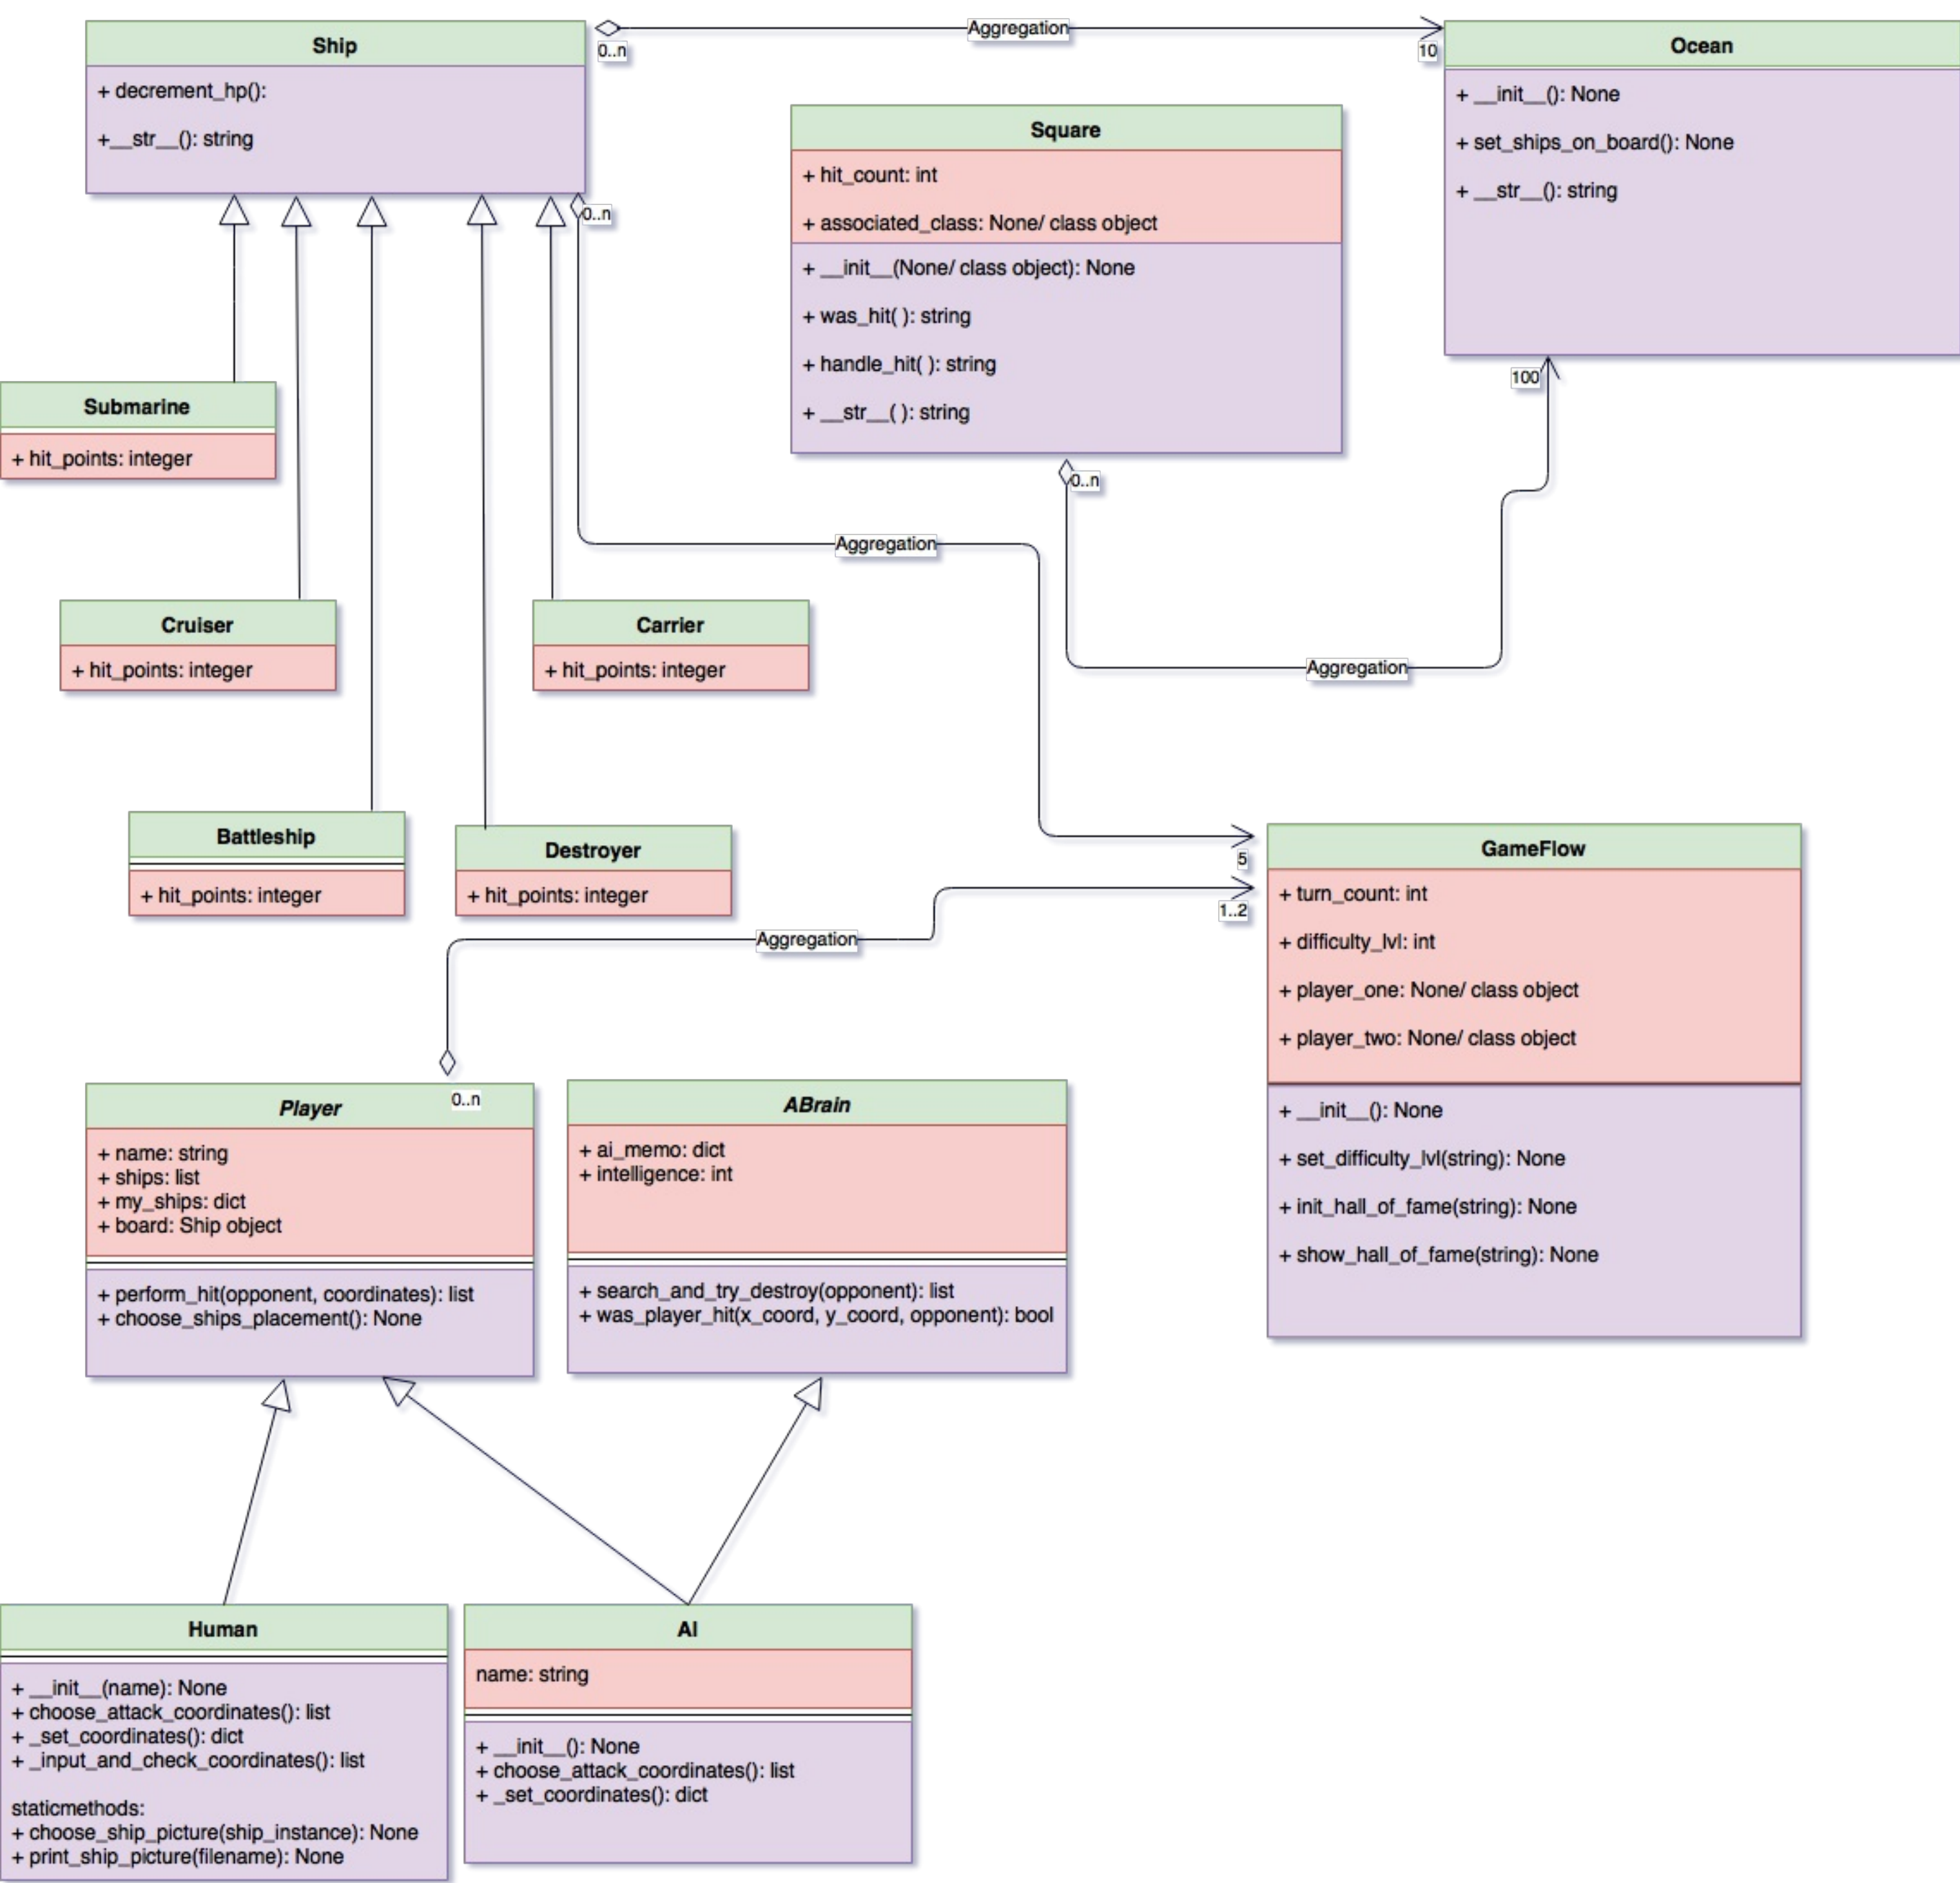 Ship
+ decrement_hp():
+__str__(): string
0..n
Aggregation
10
Ocean
+ __init__(): None
+ set_ships_on_board(): None
+ __str__(): string
Square
+ hit_count: int
+ associated_class: None/ class object
+ __init__(None/ class object): None
+ was_hit( ): string
+ handle_hit( ): string
+ __str__( ): string
0..n
100
0..n
Submarine
+ hit_points: integer
Aggregation
Aggregation
Cruiser
+ hit_points: integer
Carrier
+ hit_points: integer
Battleship
+ hit_points: integer
Destroyer
+ hit_points: integer
5
1..2
Aggregation
GameFlow
+ turn_count: int
+ difficulty_lvl: int
+ player_one: None/ class object
+ player_two: None/ class object
+ __init__(): None
+ set_difficulty_lvl(string): None
+ init_hall_of_fame(string): None
+ show_hall_of_fame(string): None
0..n
Player
+ name: string
+ ships: list
+ my_ships: dict
+ board: Ship object
+ perform_hit(opponent, coordinates): list
+ choose_ships_placement(): None
ABrain
+ ai_memo: dict
+ intelligence: int
+ search_and_try_destroy(opponent): list
+ was_player_hit(x_coord, y_coord, opponent): bool
Human
+ __init__(name): None
+ choose_attack_coordinates(): list
+ _set_coordinates(): dict
+ _input_and_check_coordinates(): list
staticmethods:
+ choose_ship_picture(ship_instance): None
+ print_ship_picture(filename): None
AI
name: string
+ __init__(): None
+ choose_attack_coordinates(): list
+ _set_coordinates(): dict